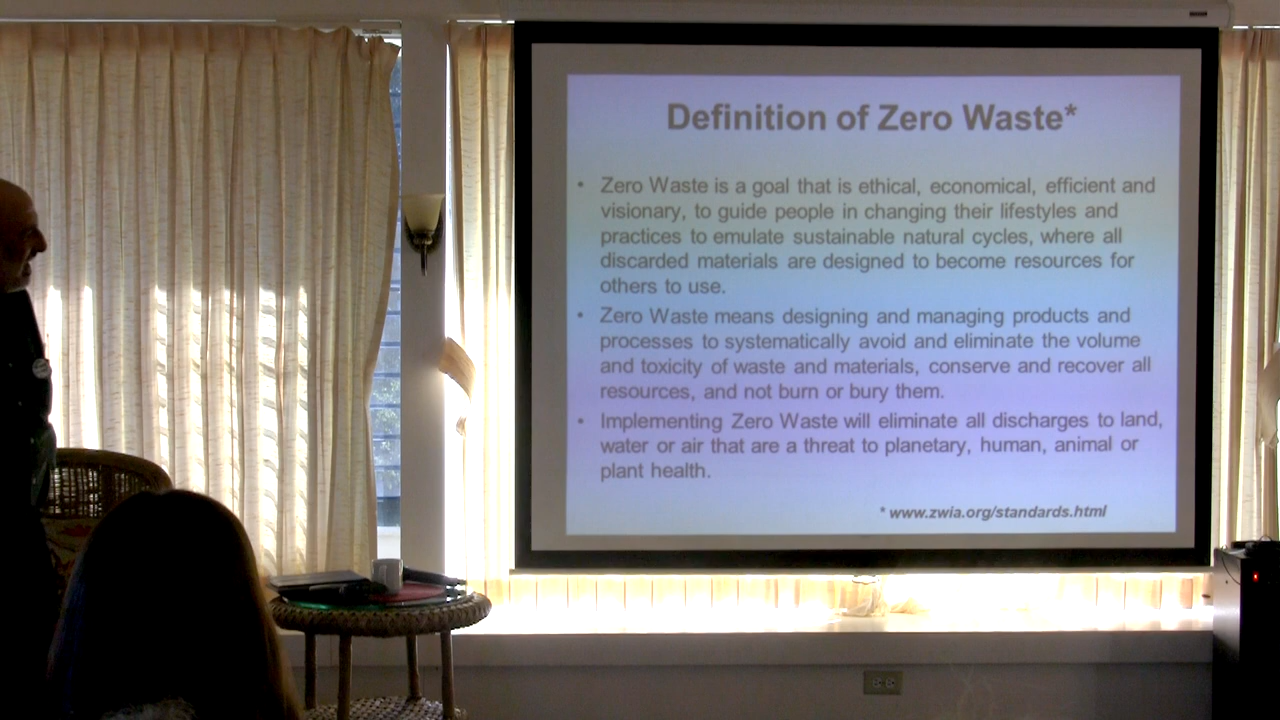 Definition of Zero Waste*
• Zero Waste is a goal that is ethical, economical, efficient and
visionary, to guide people in changing their lifestyles and
practices to emulate sustainable natural cycles, where all
discarded materials are designed to become resources for
others to use.
• Zero Waste means designing and managing products and
processes to systematically avoid and eliminate the volume
and toxicity of waste and materials, conserve and recover all
resources, and not burn or bury them.
• Implementing Zero Waste will eliminate all discharges to land,
water or air that are a threat to planetary, human, animal or
plant health.
* www.zwia.org/standards.html